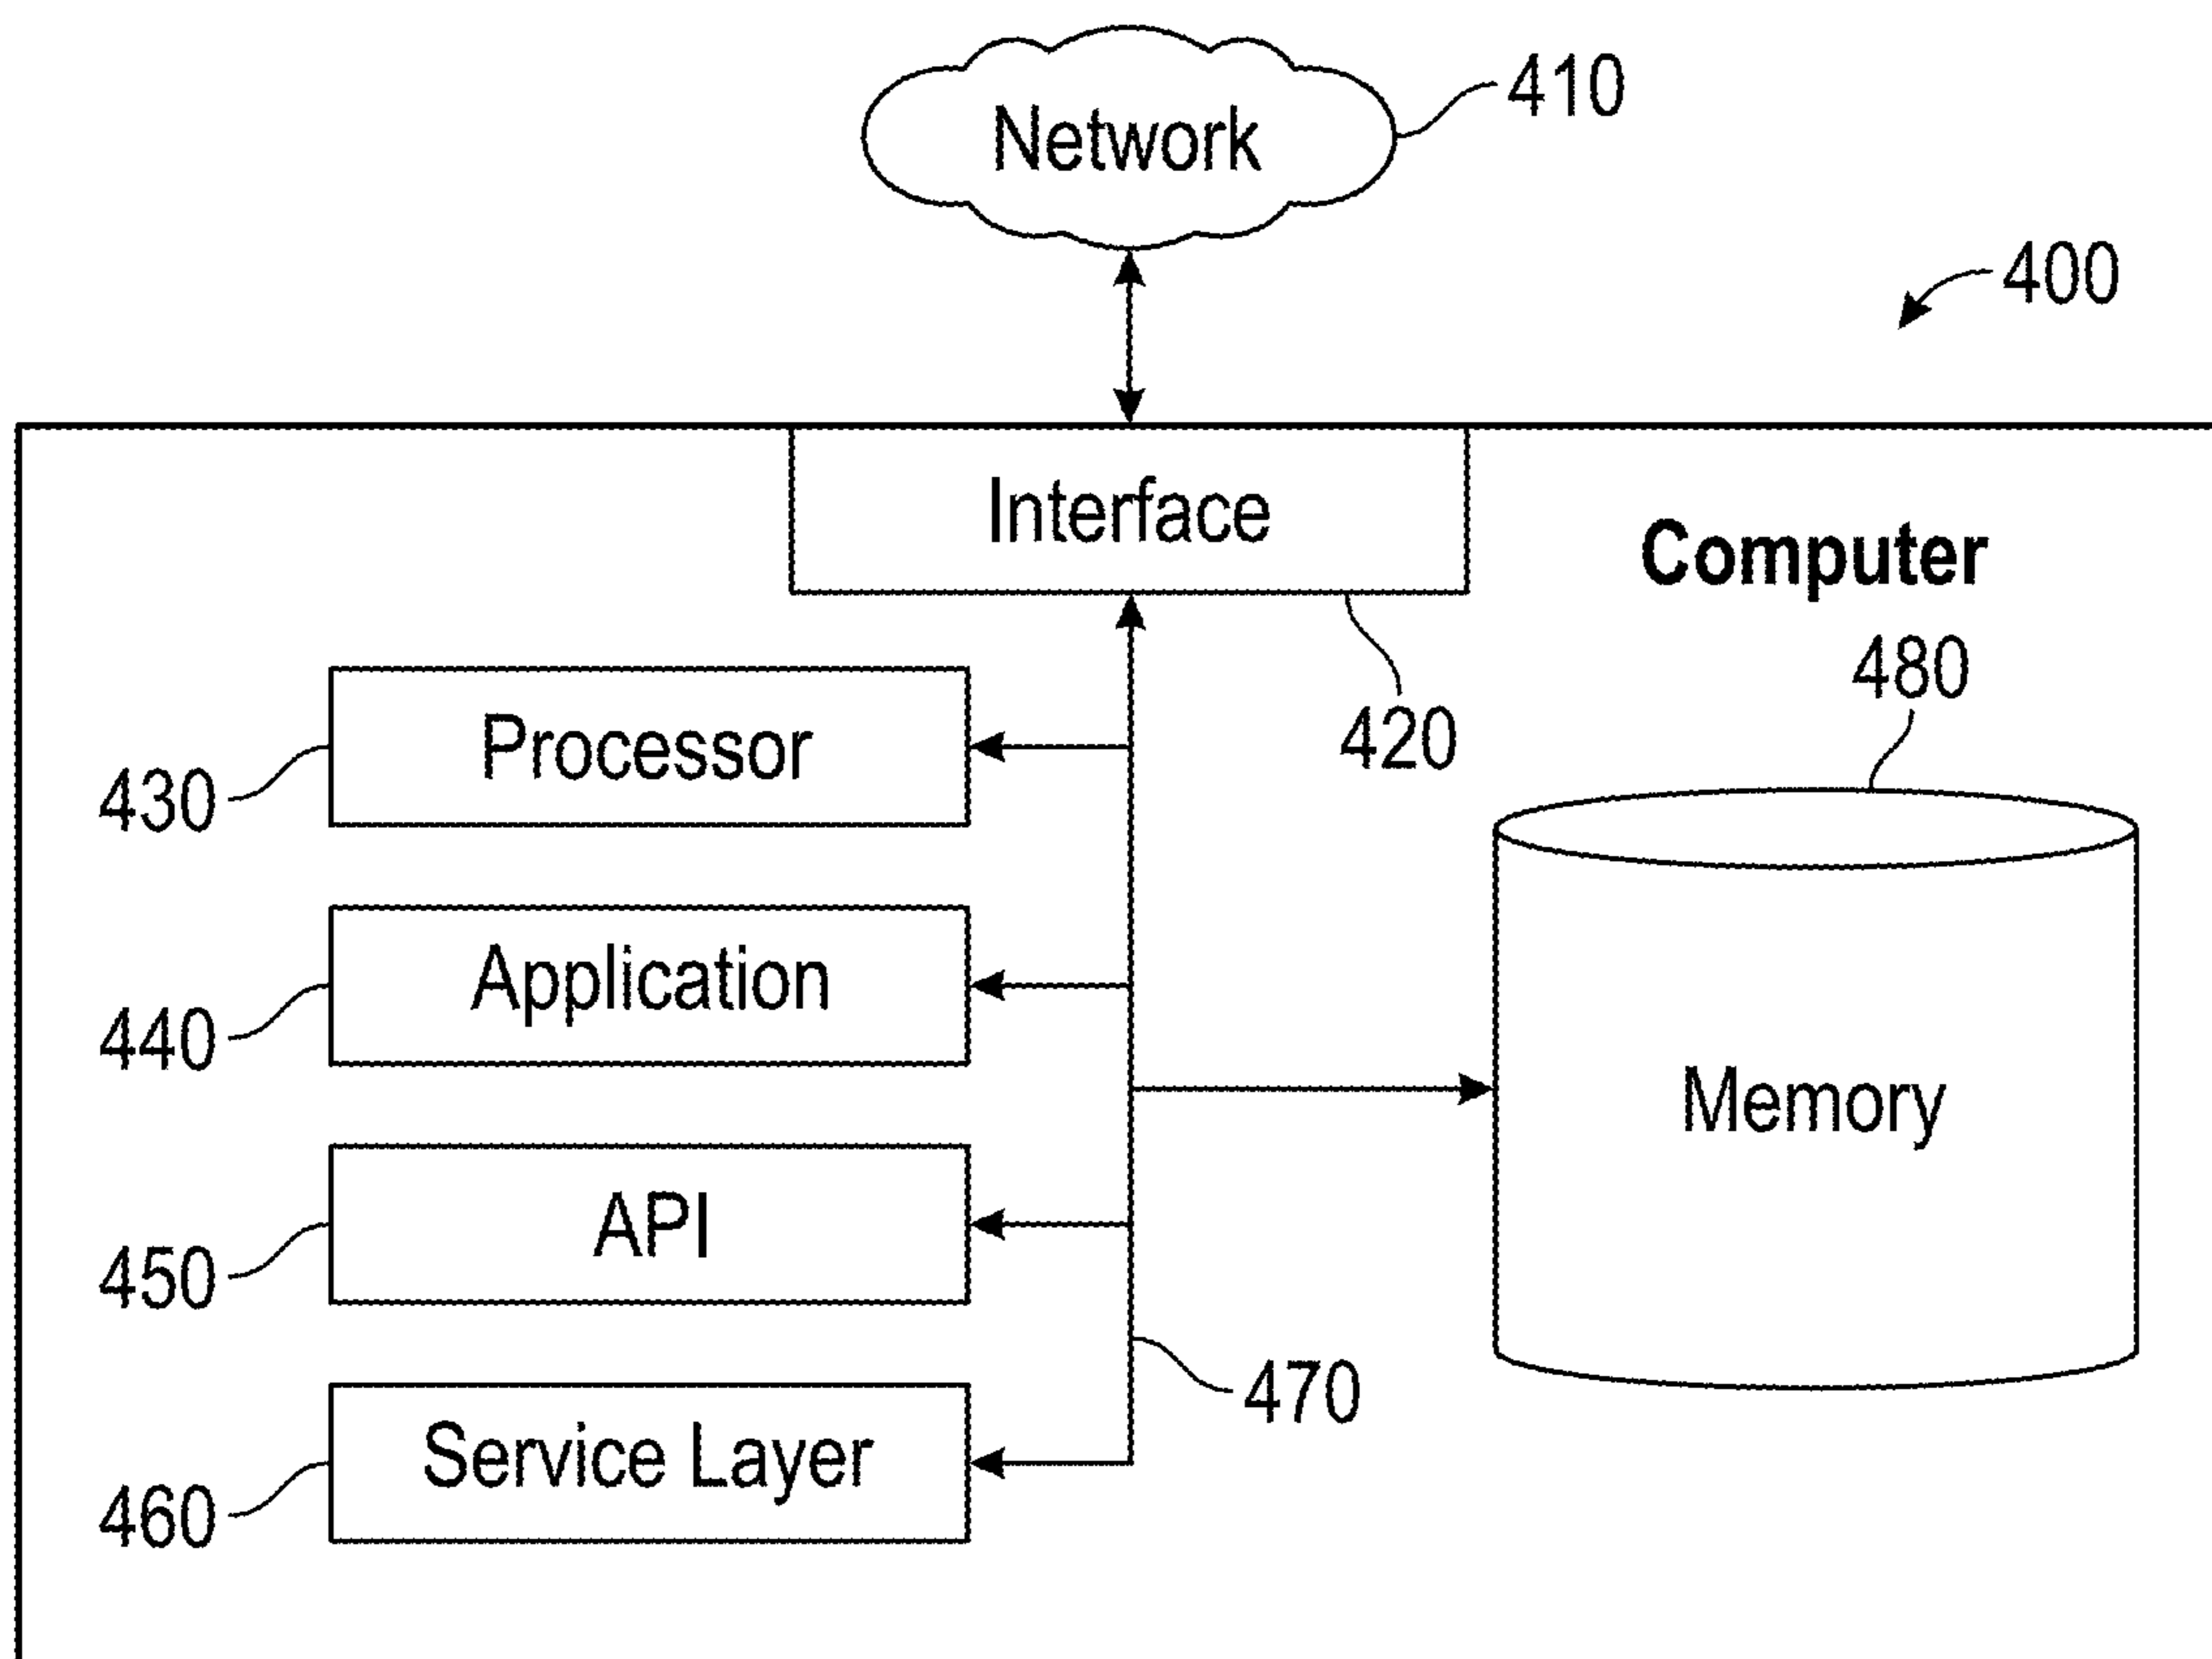 Network
410
400
Interface
Computer
420
480
Processor
430
Application
440
Memory
API
450
470
Service Layer
460